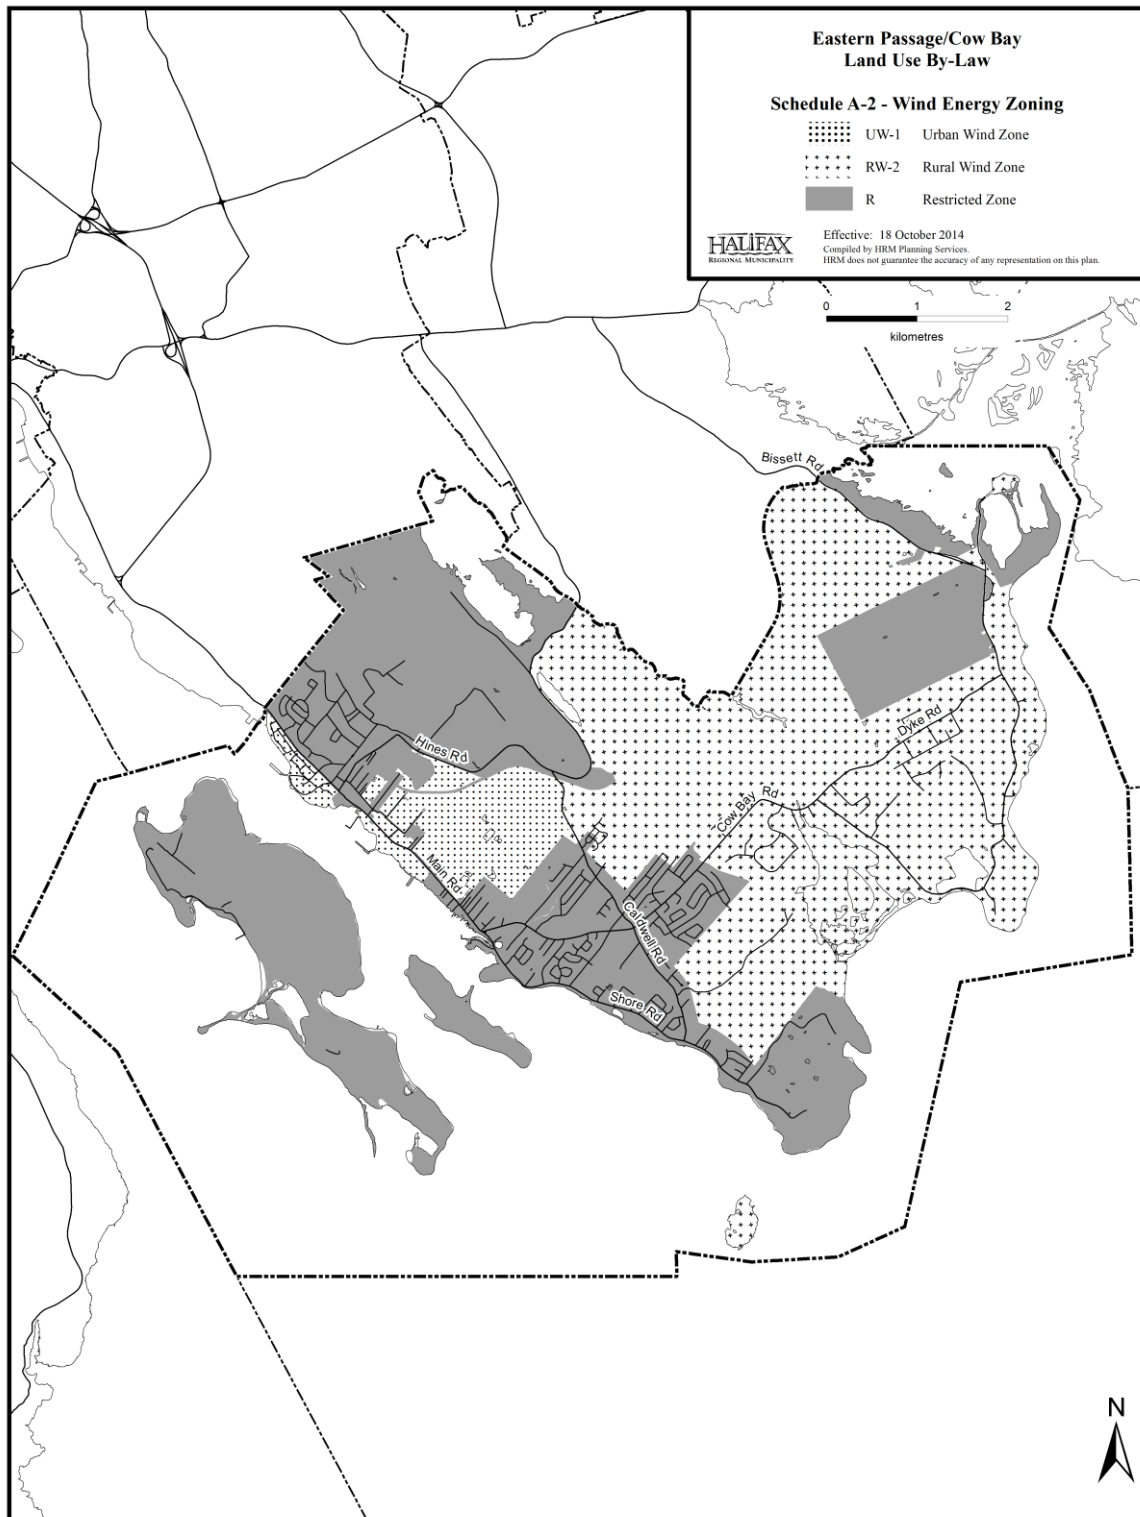 Eastern Passage/Cow Bay
Land Use By-Law
Schedule A-2 - Wind Energy Zoning
UW-1 Urban Wind Zone
RW-2 Rural Wind Zone
R Restricted Zone
HALIFAX
REGIONAL MUNICIPALITY
Effective: 18 October 2014
Compiled by HRM Planning Services.
HRM does not guarantee the accuracy of any representation on this plan.
0 1 2
kilometres
Bissett Rd
Dyke Rd
Hines Rd
Cow Bay Rd
Main Rd
Caldwell Rd
Shore Rd
N